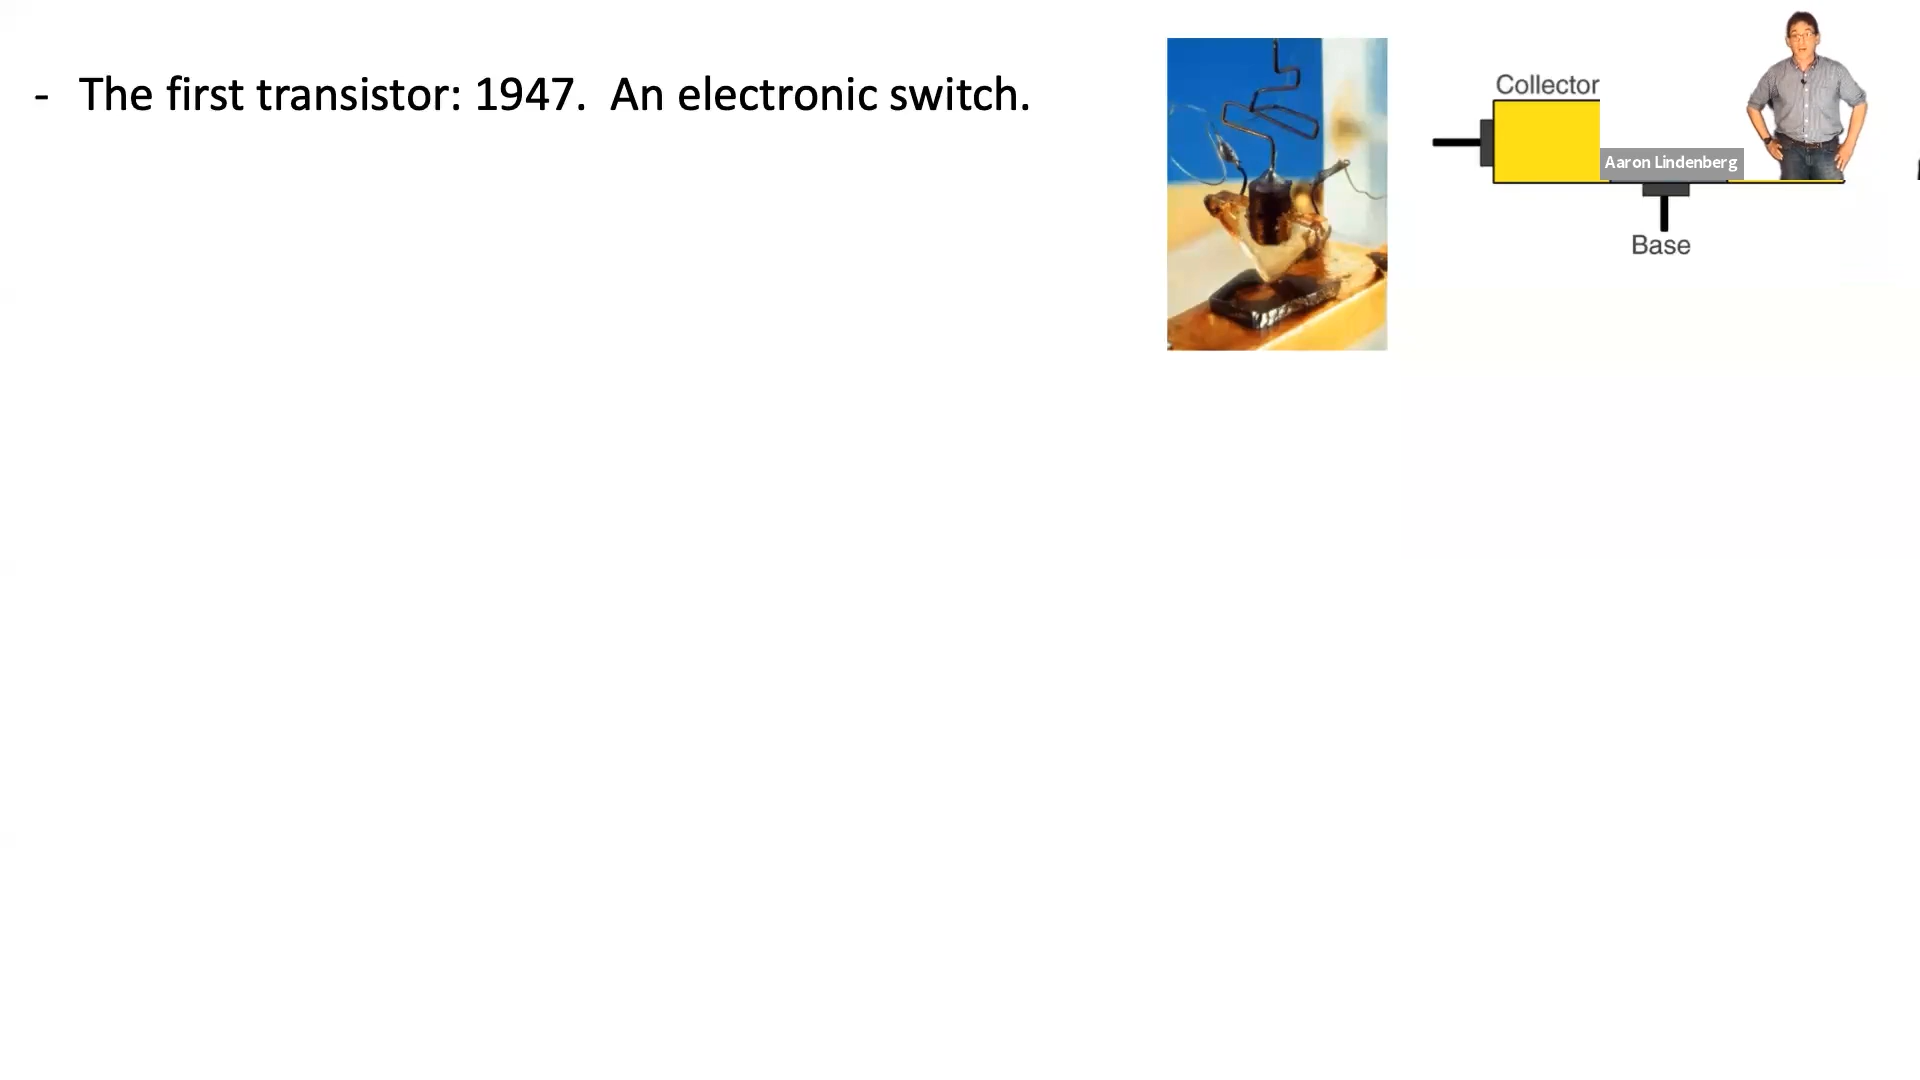 - The first transistor: 1947.  An electronic switch.
Collector
Aaron Lindenberg
Base